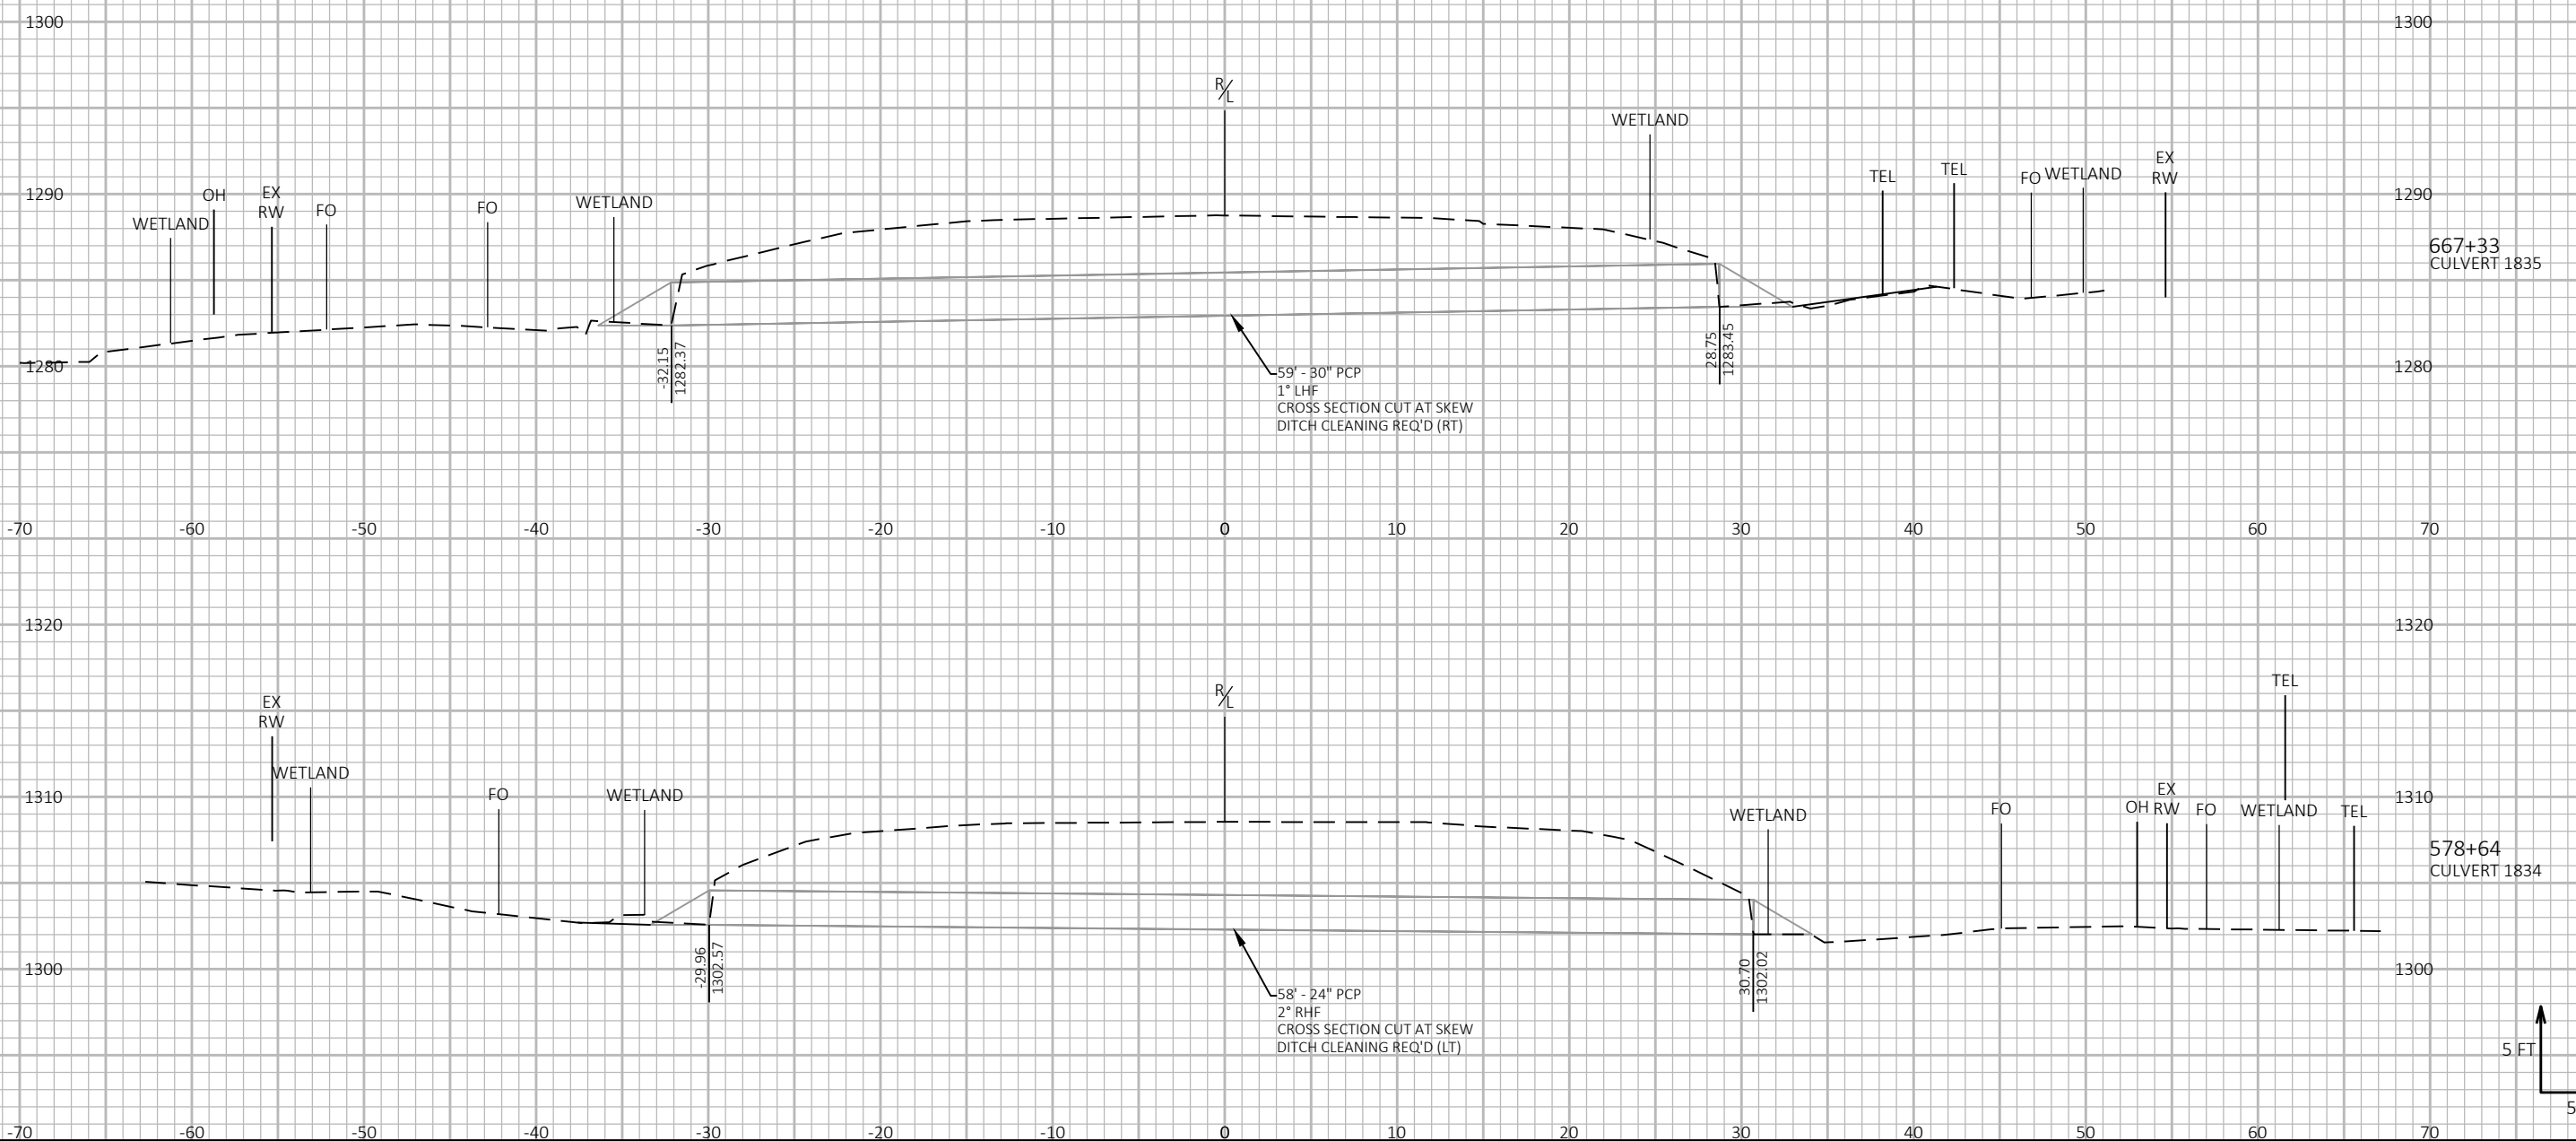 1300
1300
R/L
WETLAND
EX
RW
TEL
TEL
FO
WETLAND
1290
OH
EX
RW
FO
FO
WETLAND
WETLAND
1290
667+33
CULVERT 1835
1280
-32.15
1282.37
28.75
1283.45
1280
59' - 30" PCP
1° LHF
CROSS SECTION CUT AT SKEW
DITCH CLEANING REQ'D (RT)
-70 -60 -50 -40 -30 -20 -10 0 10 20 30 40 50 60 70
1320
1320
R/L
TEL
EX
RW
WETLAND
1310
FO
WETLAND
WETLAND
FO
OH
EX
RW
FO
WETLAND
TEL
1310
578+64
CULVERT 1834
-29.96
1302.57
30.70
1302.02
1300
1300
58' - 24" PCP
2° RHF
CROSS SECTION CUT AT SKEW
DITCH CLEANING REQ'D (LT)
5 FT
5
-70 -60 -50 -40 -30 -20 -10 0 10 20 30 40 50 60 70